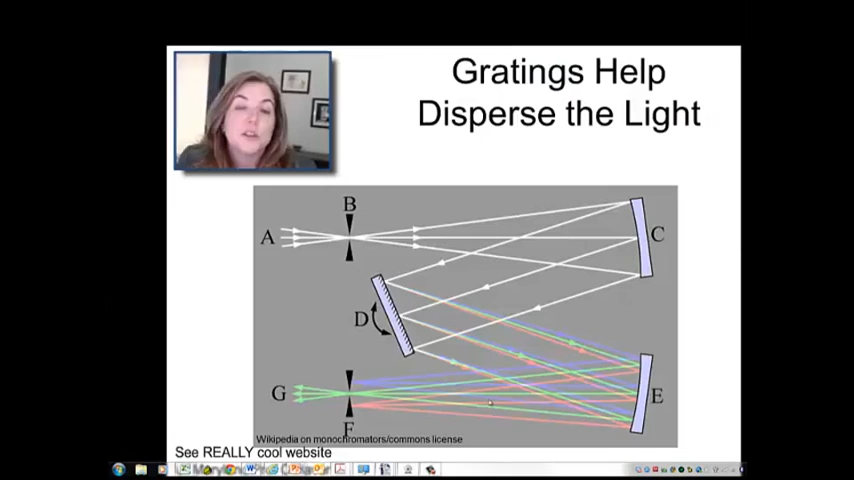 Gratings Help
Disperse the Light
B
A
C
D
G
E
F
Wikipedia on monochromators/commons license
See REALLY cool website